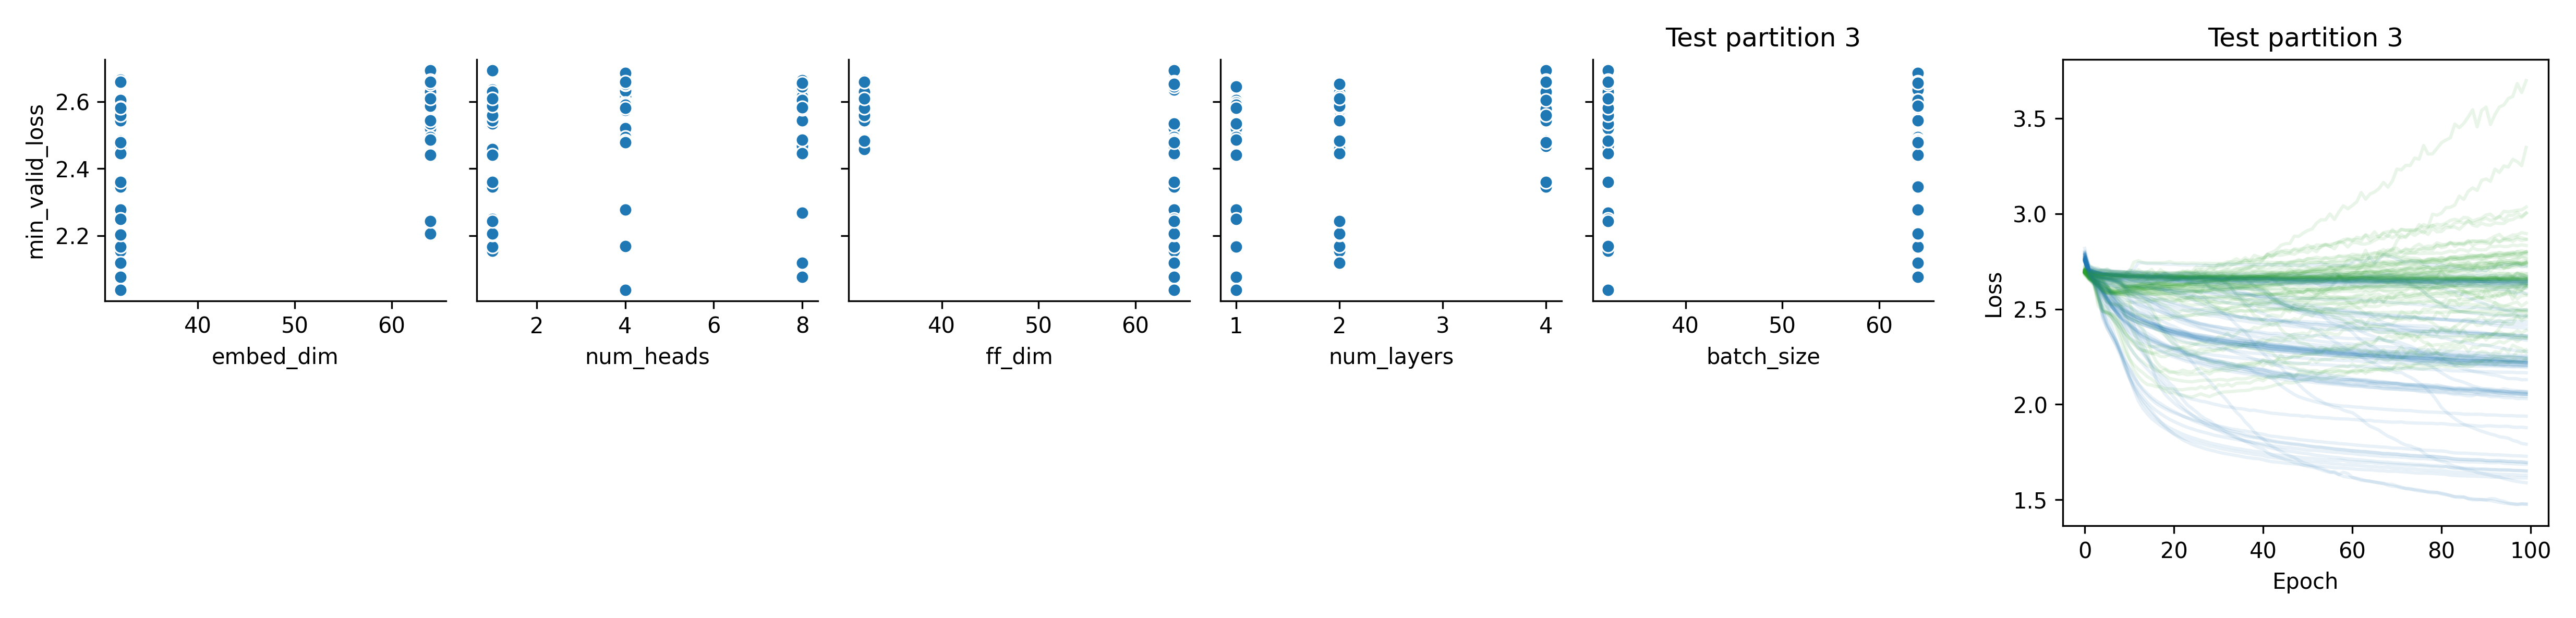 Test partition 3
Test partition 3
min_valid_loss
2.6
2.4
2.2
40 50 60
embed_dim
2 4 6 8
num_heads
40 50 60
ff_dim
1 2 3 4
num_layers
40 50 60
batch_size
Loss
3.5
3.0
2.5
2.0
1.5
0 20 40 60 80 100
Epoch